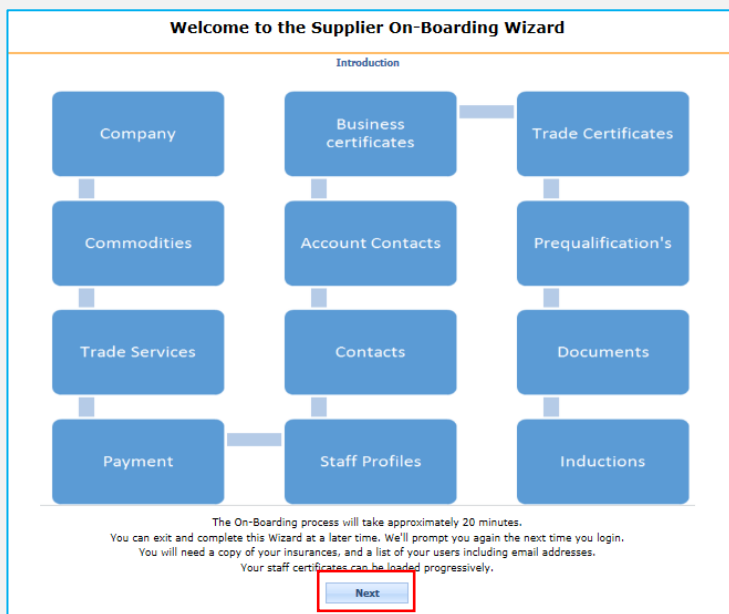 Welcome to the Supplier On-Boarding Wizard
Introduction
Company
Commodities
Trade Services
Payment
Staff Profiles
Contacts
Account Contacts
Business
certificates
Trade Certificates
Prequalification's
Documents
Inductions
The On-Boarding process will take approximately 20 minutes.
You can exit and complete this Wizard at a later time. We'll prompt you again the next time you login.
You will need a copy of your insurances, and a list of your users including email addresses.
Your staff certificates can be loaded progressively.
Next